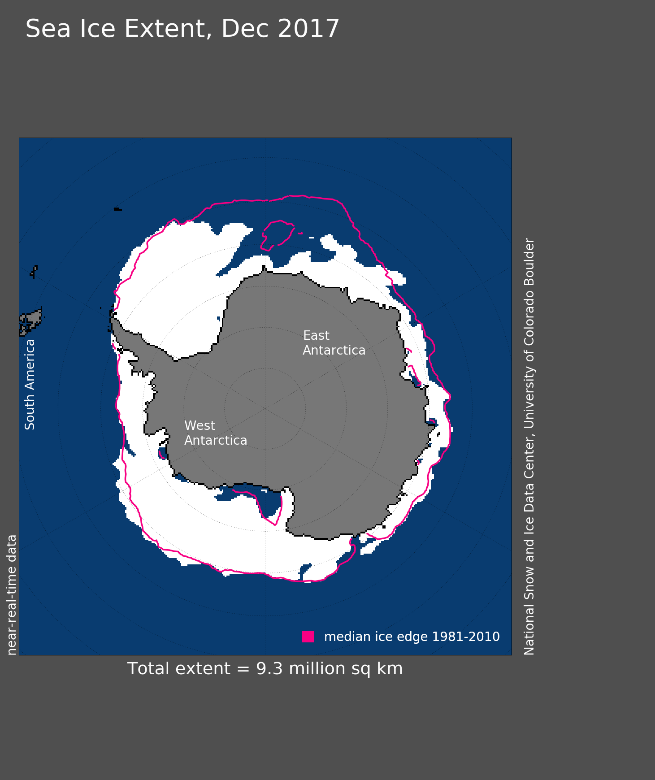 Sea Ice Extent, Dec 2017
East
Antarctica
West
Antarctica
South America
near-real-time data
National Snow and Ice Data Center, University of Colorado Boulder
median ice edge 1981-2010
Total extent = 9.3 million sq km